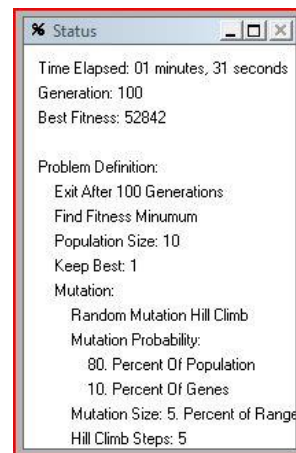 Status
Time Elapsed: 01 minutes, 31 seconds
Generation: 100
Best Fitness: 52842
Problem Definition:
Exit After 100 Generations
Find Fitness Minumum
Population Size: 10
Keep Best: 1
Mutation:
Random Mutation Hill Climb
Mutation Probability:
80. Percent Of Population
10. Percent Of Genes
Mutation Size: 5. Percent of Range
Hill Climb Steps: 5